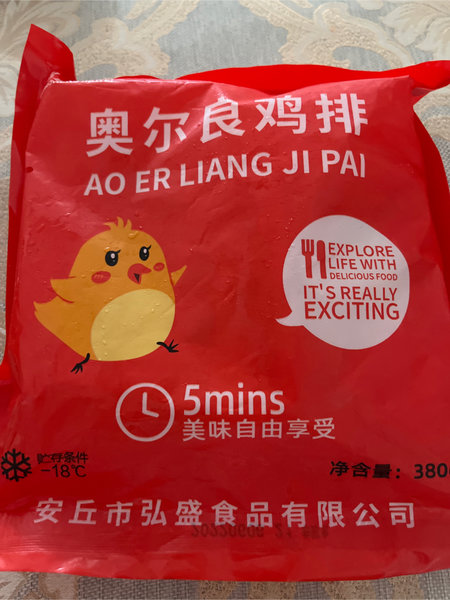 奥尔良鸡排
AO ER LIANG JI PAI
EXPLORE
LIFE WITH
DELICIOUS FOOD
IT'S REALLY
EXCITING
5mins
美味自由享受
贮存条件
-18℃
净含量: 380
安丘市弘盛食品有限公司